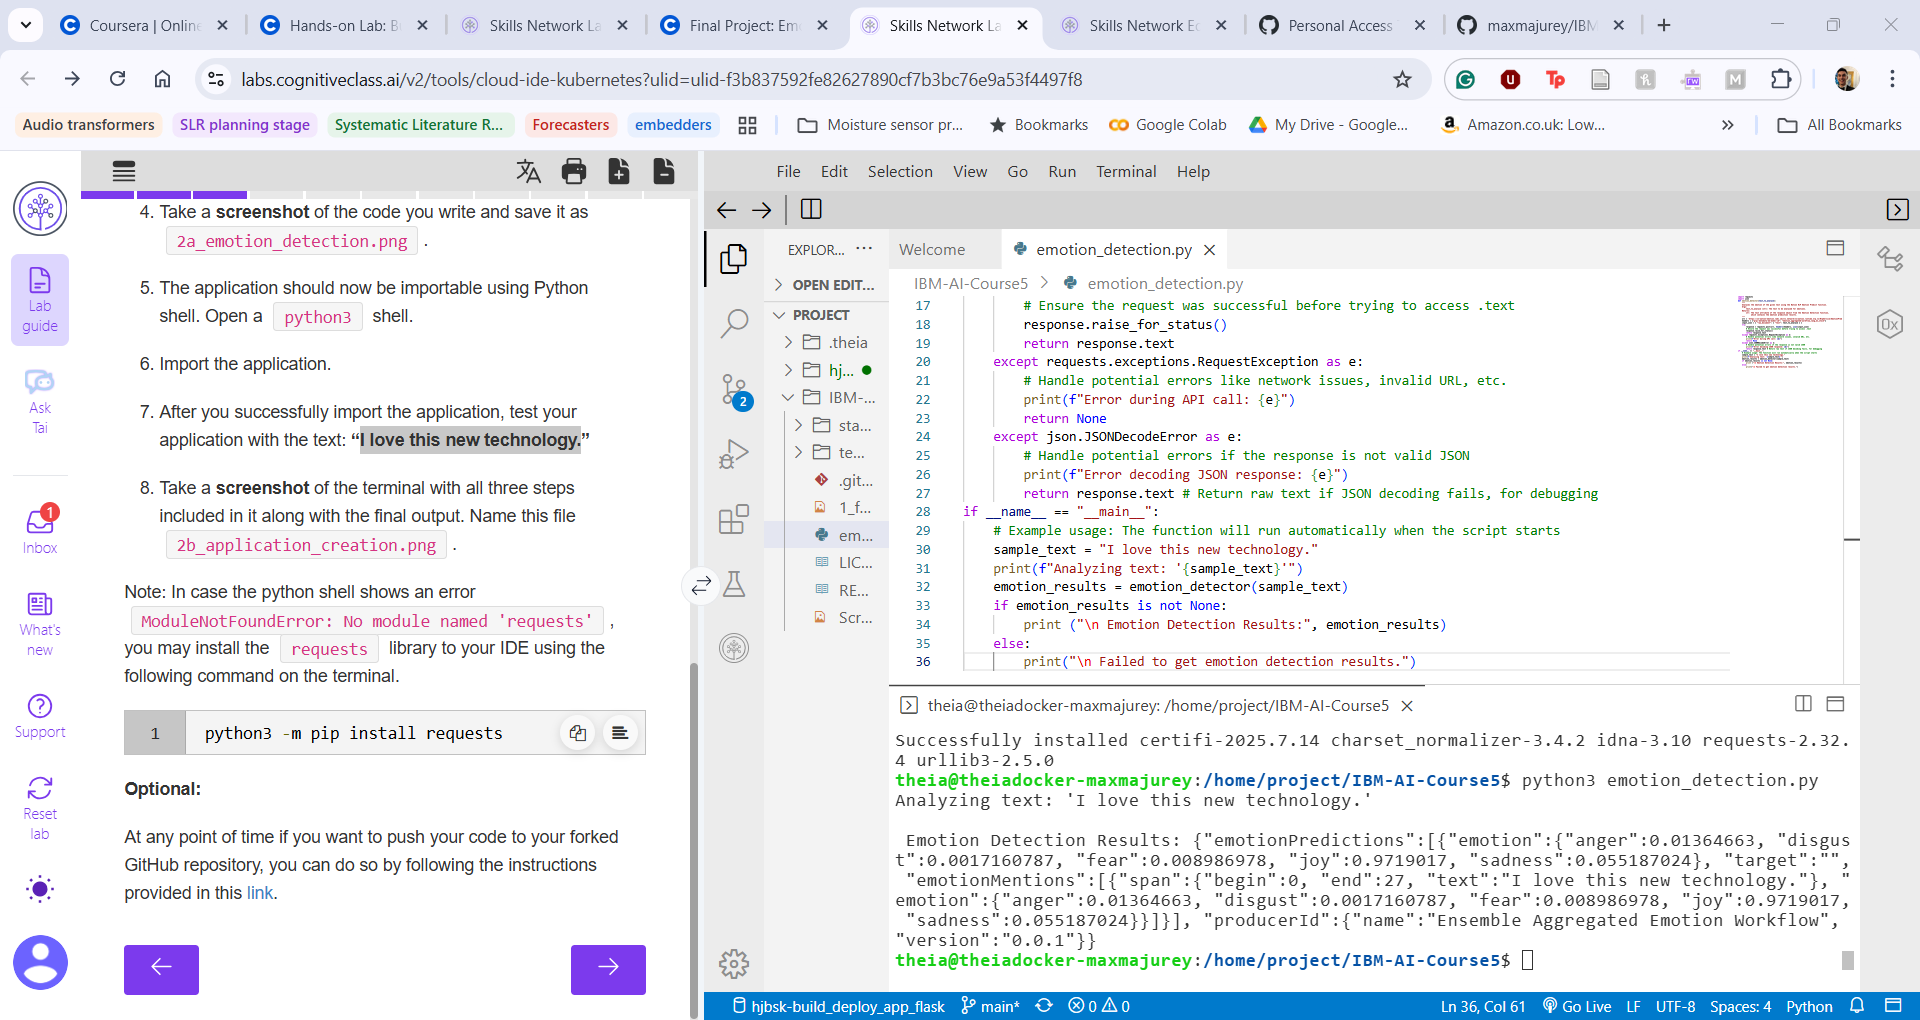 Coursera | Online
Hands-on Lab: B
Skills Network La
Final Project: Em
Skills Network La
Skills Network Ec
Personal Access
maxmajurey/IBM
labs.cognitiveclass.ai/v2/tools/cloud-ide-kubernetes?ulid=ulid-f3b837592fe82627890cf7b3bc76e9a53f4497f8
Audio transformers
SLR planning stage
Systematic Literature R...
Forecasters
embedders
Moisture sensor pr...
Bookmarks
Google Colab
My Drive - Google...
Amazon.co.uk: Low...
All Bookmarks
Lab guide
Ask Tai
1
Inbox
What's new
Support
Reset lab
4. Take a screenshot of the code you write and save it as
2a_emotion_detection.png .
5. The application should now be importable using Python
shell. Open a python3 shell.
6. Import the application.
7. After you successfully import the application, test your
application with the text: “I love this new technology.”
8. Take a screenshot of the terminal with all three steps
included in it along with the final output. Name this file
2b_application_creation.png .
Note: In case the python shell shows an error
ModuleNotFoundError: No module named 'requests' ,
you may install the requests library to your IDE using the
following command on the terminal.
1 python3 -m pip install requests
Optional:
At any point of time if you want to push your code to your forked
GitHub repository, you can do so by following the instructions
provided in this link.
File Edit Selection View Go Run Terminal Help
EXPLOR... ···
OPEN EDIT...
PROJECT
.theia
hj...
IBM-...
sta...
te...
.git...
1_f...
em...
LIC...
RE...
Scr...
2
Welcome
emotion_detection.py
IBM-AI-Course5 > emotion_detection.py
17 # Ensure the request was successful before trying to access .text
18 response.raise_for_status()
19 return response.text
20 except requests.exceptions.RequestException as e:
21 # Handle potential errors like network issues, invalid URL, etc.
22 print(f"Error during API call: {e}")
23 return None
24 except json.JSONDecodeError as e:
25 # Handle potential errors if the response is not valid JSON
26 print(f"Error decoding JSON response: {e}")
27 return response.text # Return raw text if JSON decoding fails, for debugging
28 if __name__ == "__main__":
29 # Example usage: The function will run automatically when the script starts
30 sample_text = "I love this new technology."
31 print(f"Analyzing text: '{sample_text}'")
32 emotion_results = emotion_detector(sample_text)
33 if emotion_results is not None:
34 print ("\n Emotion Detection Results:", emotion_results)
35 else:
36 print("\n Failed to get emotion detection results.")
theia@theiadocker-maxmajurey: /home/project/IBM-AI-Course5
Successfully installed certifi-2025.7.14 charset_normalizer-3.4.2 idna-3.10 requests-2.32.
4 urllib3-2.5.0
theia@theiadocker-maxmajurey:/home/project/IBM-AI-Course5$ python3 emotion_detection.py
Analyzing text: 'I love this new technology.'
Emotion Detection Results: {"emotionPredictions":[{"emotion":{"anger":0.01364663, "disgus
t":0.0017160787, "fear":0.008986978, "joy":0.9719017, "sadness":0.055187024}, "target":"",
"emotionMentions":[{"span":{"begin":0, "end":27, "text":"I love this new technology."}, "
emotion":{"anger":0.01364663, "disgust":0.0017160787, "fear":0.008986978, "joy":0.9719017,
"sadness":0.055187024}}]}], "producerId":{"name":"Ensemble Aggregated Emotion Workflow",
"version":"0.0.1"}}
theia@theiadocker-maxmajurey:/home/project/IBM-AI-Course5$
hjbsk-build_deploy_app_flask main* 0 0
Ln 36, Col 61 Go Live LF UTF-8 Spaces: 4 Python